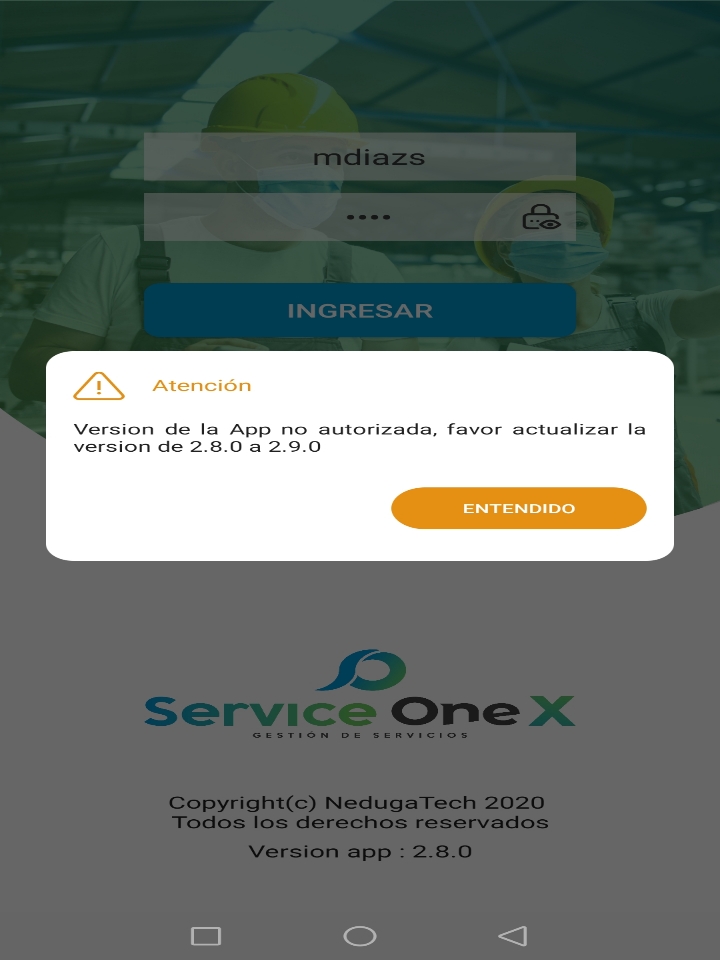 mdiazs
••••
INGRESAR
Atención
Version de la App no autorizada, favor actualizar la
version de 2.8.0 a 2.9.0
ENTENDIDO
Service One X
GESTIÓN DE SERVICIOS
Copyright(c) NedugaTech 2020
Todos los derechos reservados
Version app : 2.8.0